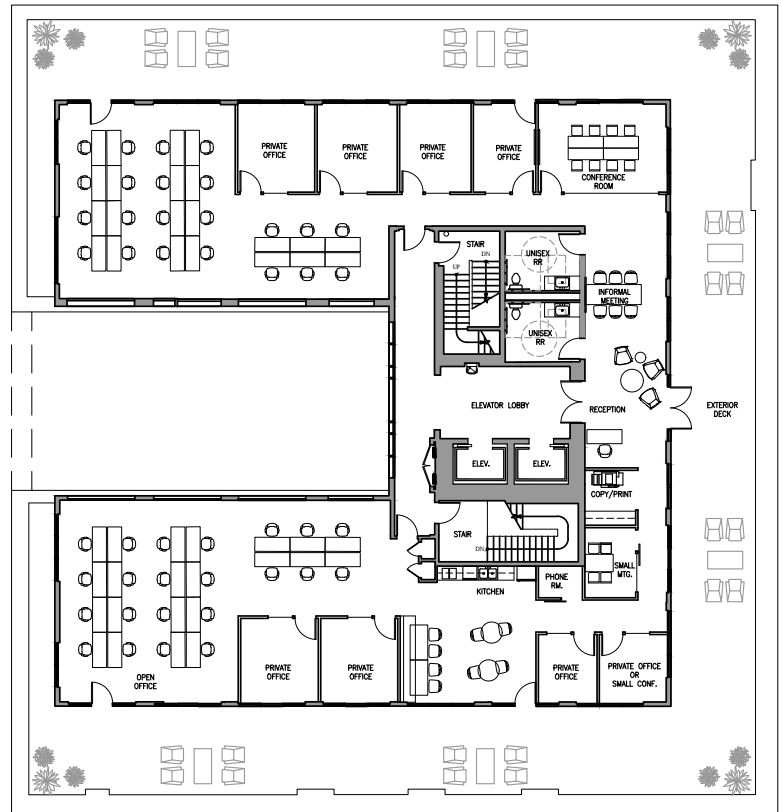 PRIVATE
OFFICE
PRIVATE
OFFICE
PRIVATE
OFFICE
PRIVATE
OFFICE
CONFERENCE
ROOM
STAIR
DN
UP
UNISEX
RR
INFORMAL
MEETING
UNISEX
RR
ELEVATOR LOBBY
RECEPTION
EXTERIOR
DECK
ELEV.
ELEV.
COPY/PRINT
STAIR
DN
SMALL
MTG.
PHONE
RM.
KITCHEN
OPEN
OFFICE
PRIVATE
OFFICE
PRIVATE
OFFICE
PRIVATE
OFFICE
PRIVATE OFFICE
OR
SMALL CONF.